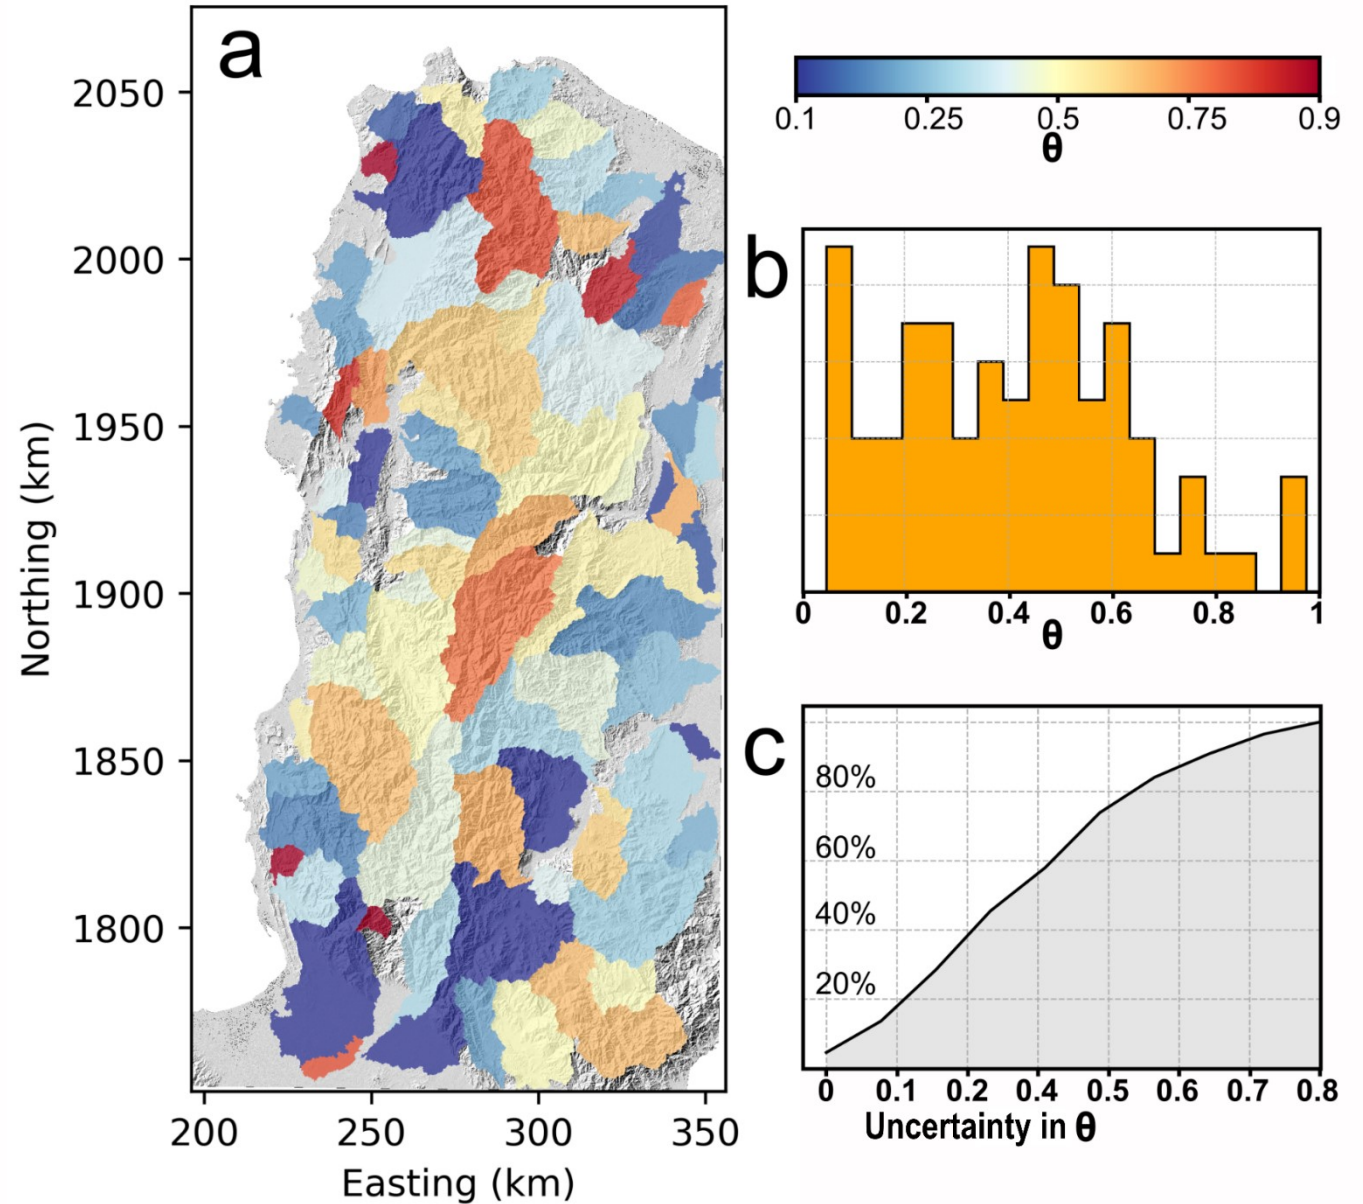 a
2050
2000
1950
1900
1850
1800
Northing (km)
200 250 300 350
Easting (km)
0.1 0.25 0.5 0.75 0.9
θ
b
0 0.2 0.4 0.6 0.8 1
θ
c
80%
60%
40%
20%
0 0.1 0.2 0.4 0.5 0.6 0.7 0.8
Uncertainty in θ